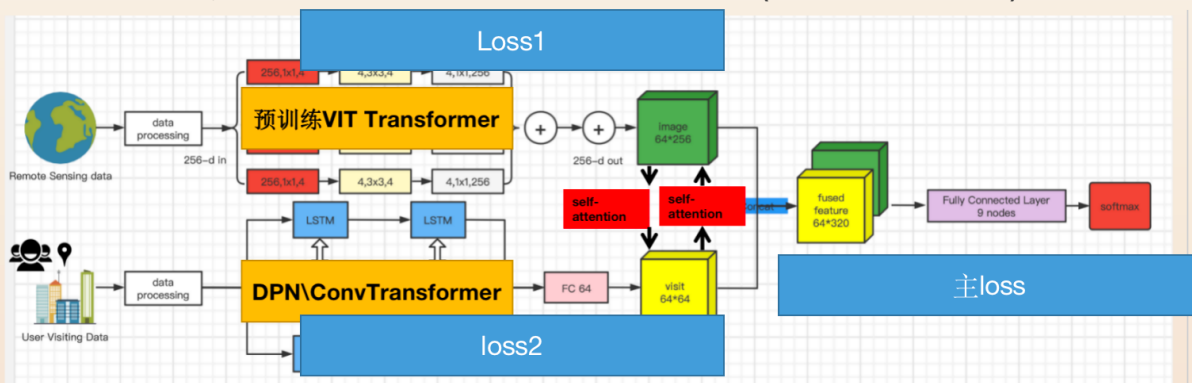 Loss1
256,1x1,4
4,3x3,4
4,1x1,256
预训练VIT Transformer
data
processing
256-d in
Remote Sensing data
+
+
256-d out
image
64*256
256,1x1,4
4,3x3,4
4,1x1,256
self-
attention
self-
attention
fused
feature
64*320
Fully Connected Layer
9 nodes
softmax
LSTM
LSTM
data
processing
DPN\ConvTransformer
FC 64
visit
64*64
主loss
User Visiting Data
loss2